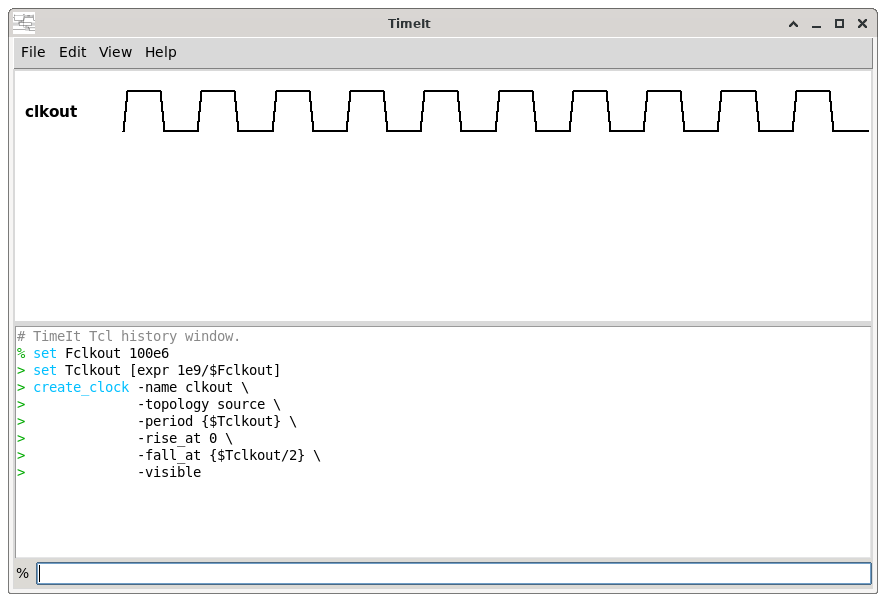 TimeIt
File Edit View Help
clkout
# TimeIt Tcl history window.
% set Fclkout 100e6
> set Tclkout [expr 1e9/$Fclkout]
> create_clock -name clkout \
>              -topology source \
>              -period {$Tclkout} \
>              -rise_at 0 \
>              -fall_at {$Tclkout/2} \
>              -visible
%